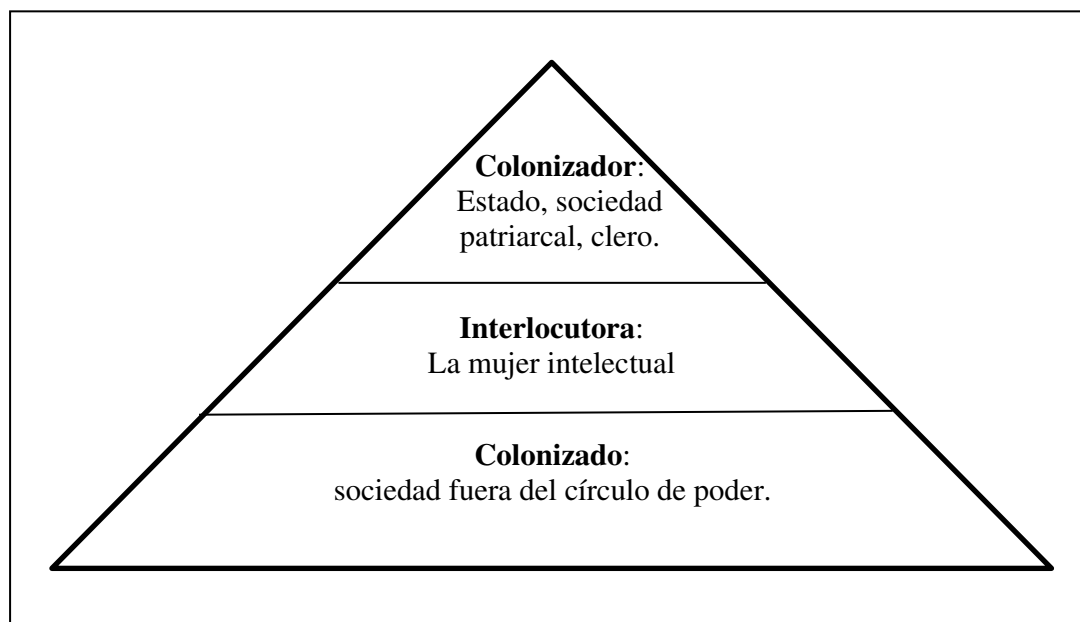 Colonizador:
Estado, sociedad
patriarcal, clero.
Interlocutora:
La mujer intelectual
Colonizado:
sociedad fuera del círculo de poder.